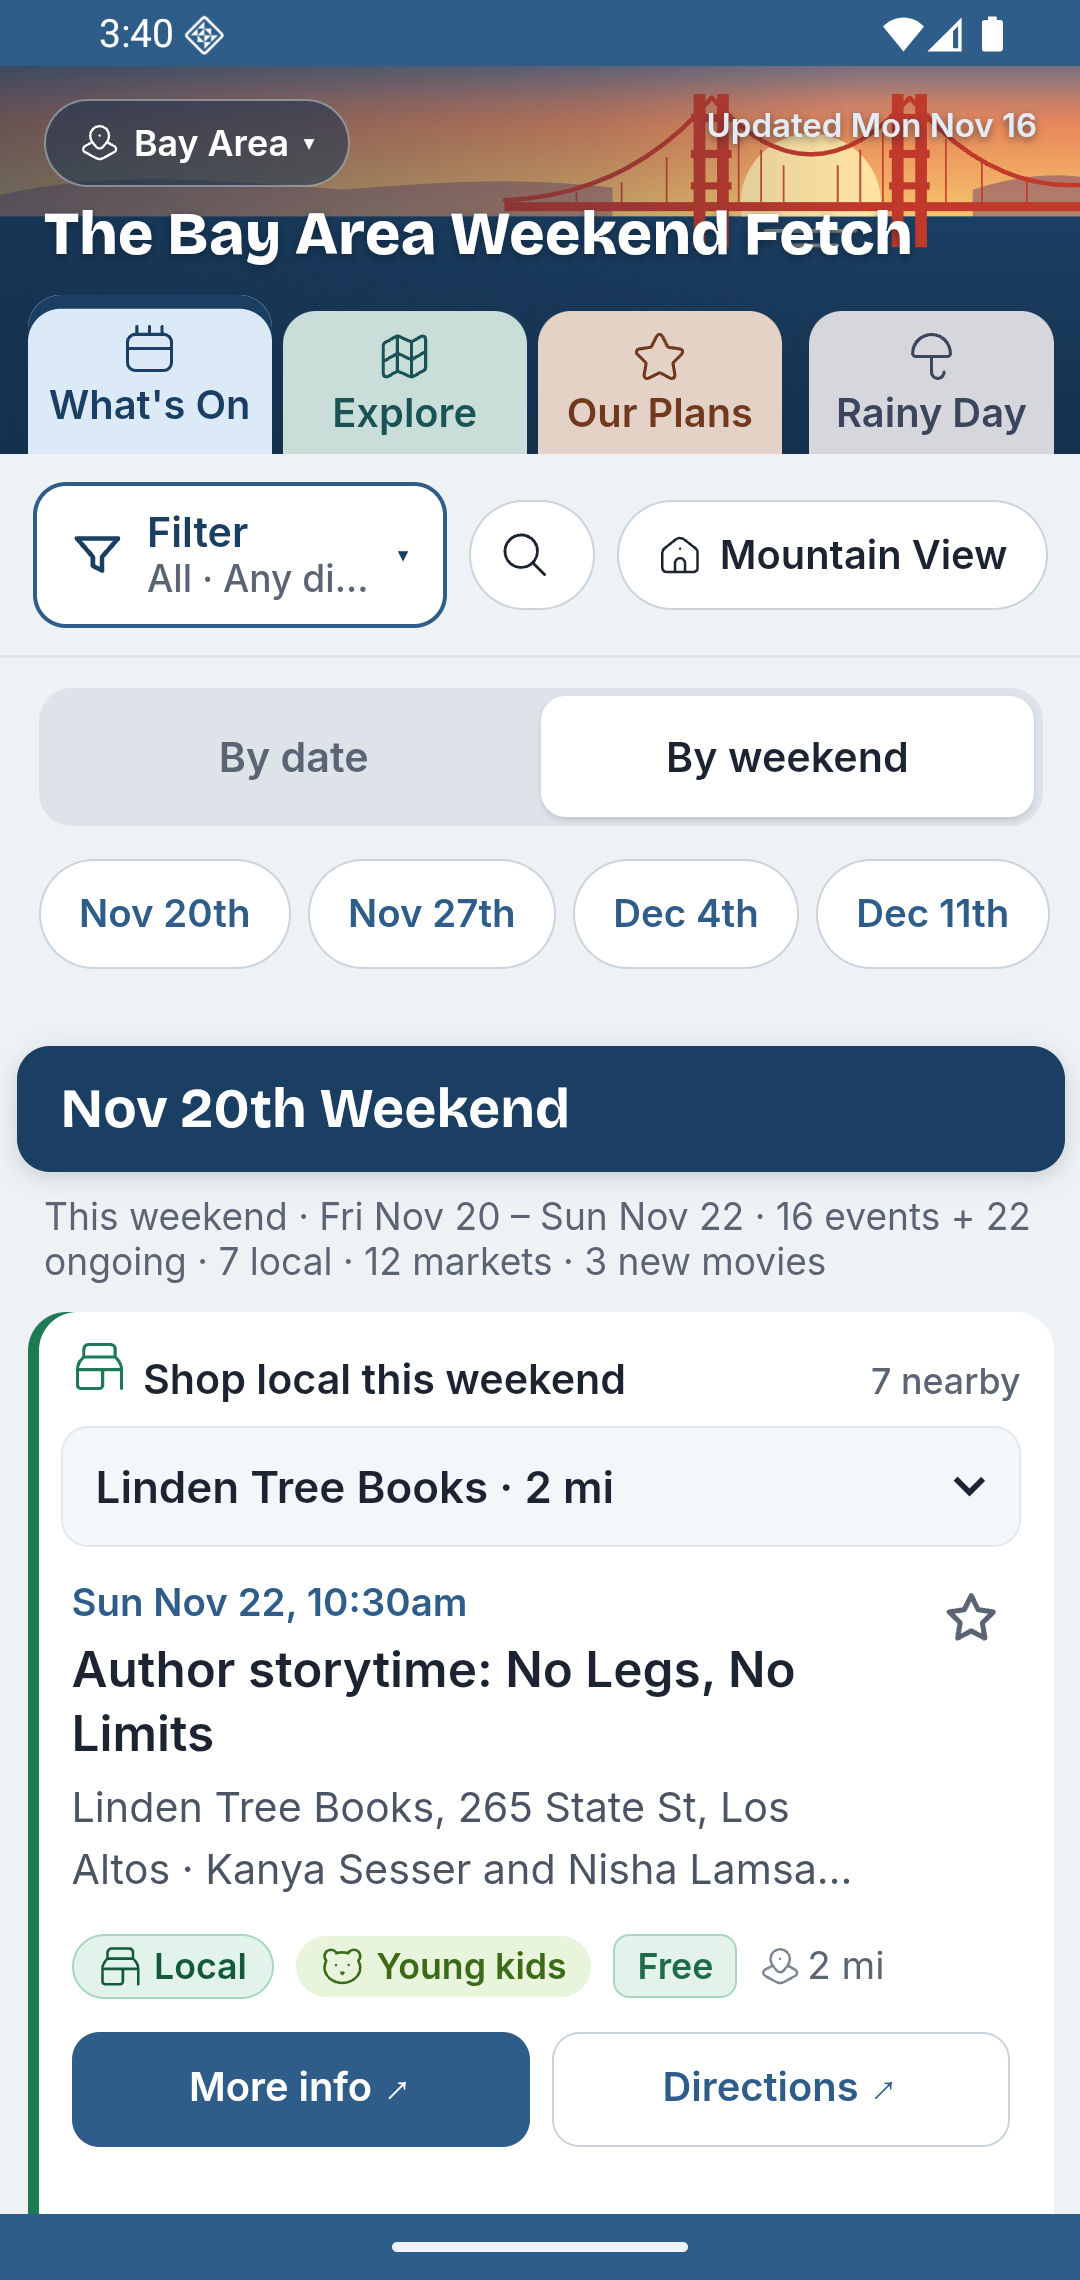 3:40
Bay Area ▾
Updated Mon Nov 16
The Bay Area Weekend Fetch
What's On
Explore
Our Plans
Rainy Day
Filter
All · Any di... ▾
Mountain View
By date
By weekend
Nov 20th
Nov 27th
Dec 4th
Dec 11th
Nov 20th Weekend
This weekend · Fri Nov 20 – Sun Nov 22 · 16 events + 22
ongoing · 7 local · 12 markets · 3 new movies
Shop local this weekend
7 nearby
Linden Tree Books · 2 mi
Sun Nov 22, 10:30am
Author storytime: No Legs, No
Limits
Linden Tree Books, 265 State St, Los
Altos · Kanya Sesser and Nisha Lamsa...
Local
Young kids
Free
2 mi
More info ↗
Directions ↗